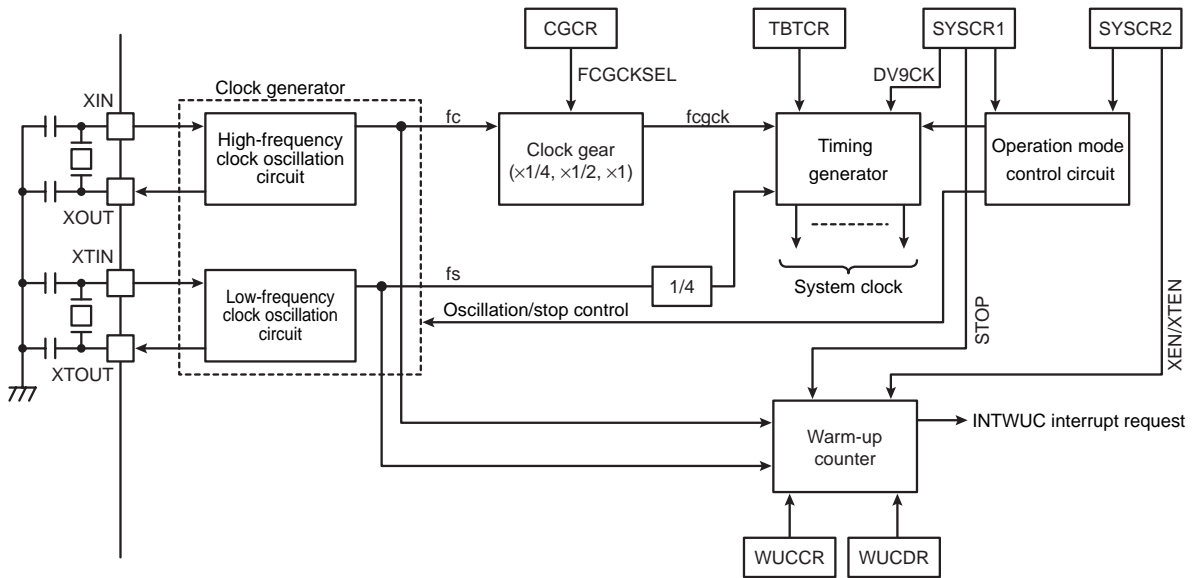 CGCR
TBTCR
SYSCR1
SYSCR2
FCGCKSEL
DV9CK
Clock generator
XIN
High-frequency
clock oscillation
circuit
fc
Clock gear
(×1/4, ×1/2, ×1)
fcgck
Timing
generator
Operation mode
control circuit
XOUT
XTIN
Low-frequency
clock oscillation
circuit
fs
1/4
System clock
Oscillation/stop control
STOP
XEN/XTEN
XTOUT
Warm-up
counter
INTWUC interrupt request
WUCCR
WUCDR